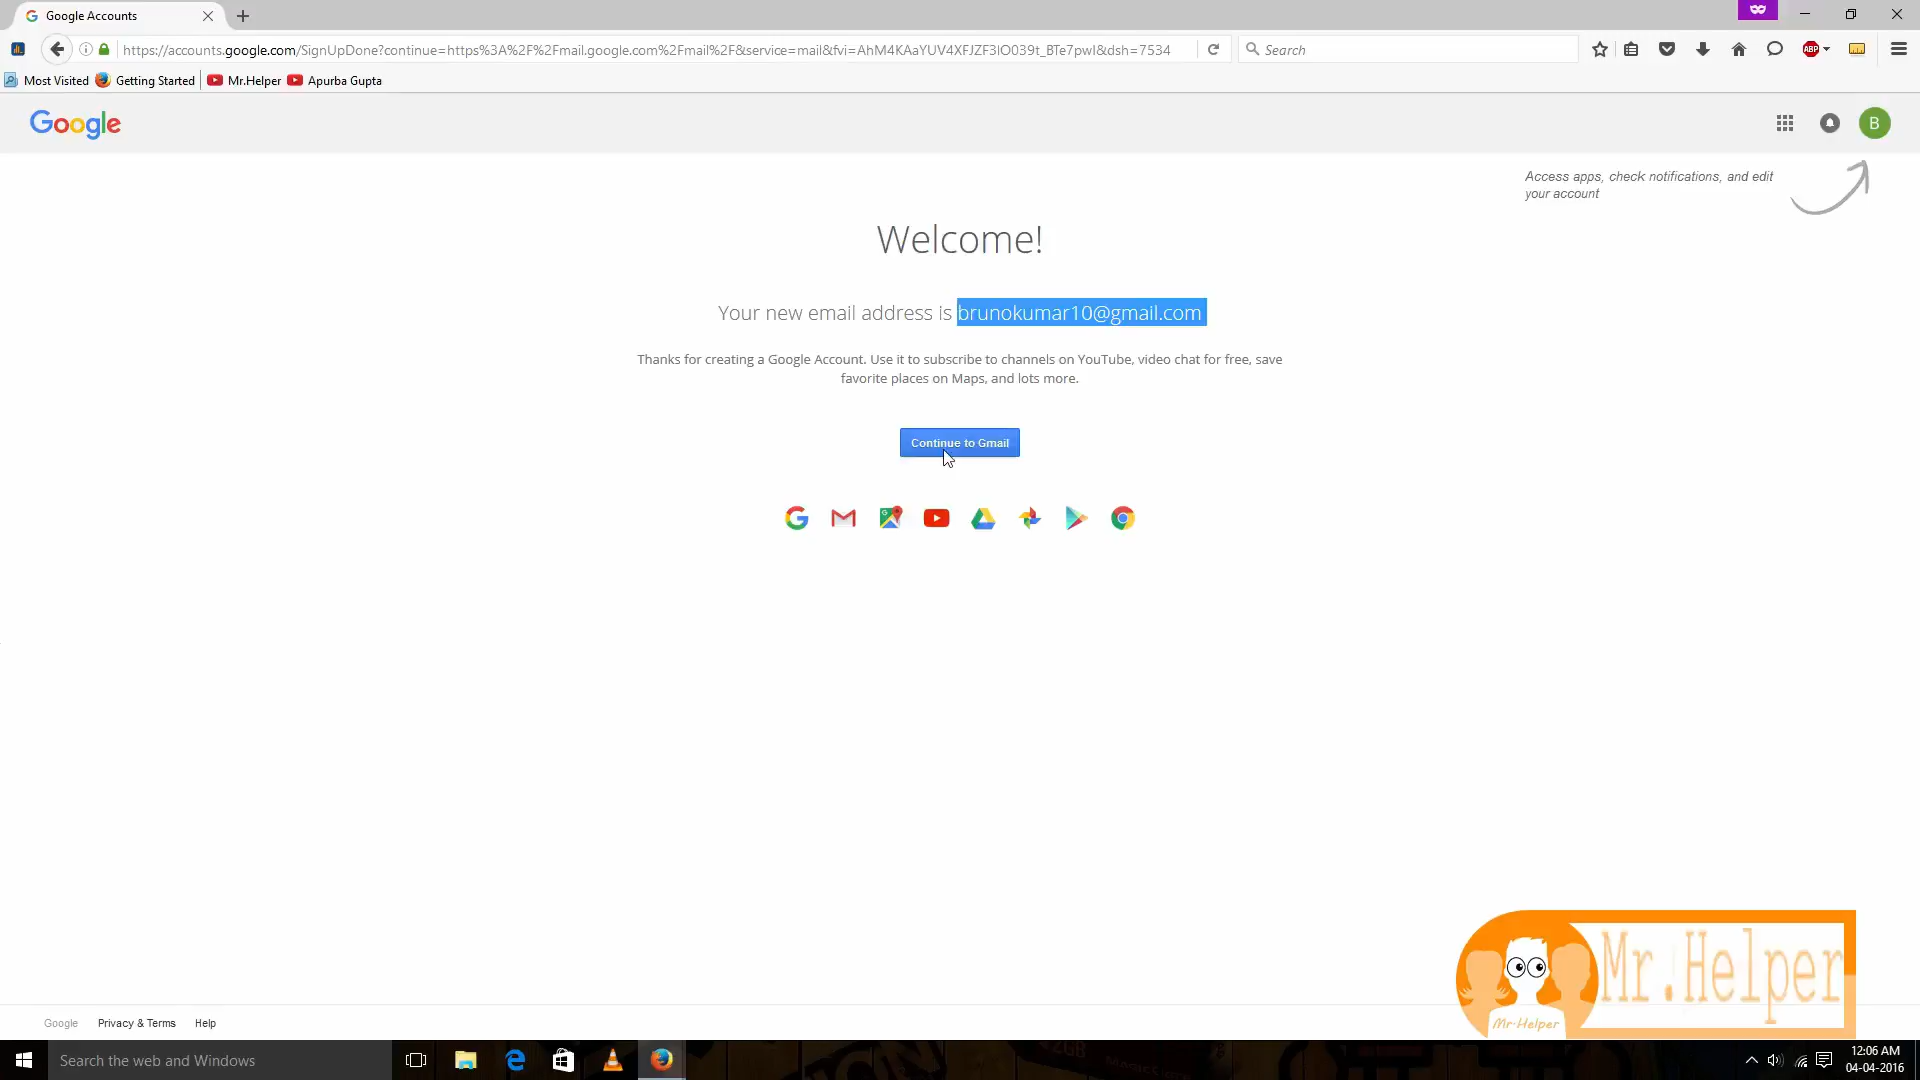 Google Accounts
https://accounts.google.com/SignUpDone?continue=https%3A%2F%2Fmail.google.com%2Fmail%2F&service=mail&fvi=AhM4KAaYUV4XFJZF3IO039t_BTe7pwI&dsh=7534
Search
ABP
Most Visited
Getting Started
Mr.Helper
Apurba Gupta
Google
B
Access apps, check notifications, and edit
your account
Welcome!
Your new email address is brunokumar10@gmail.com
Thanks for creating a Google Account. Use it to subscribe to channels on YouTube, video chat for free, save
favorite places on Maps, and lots more.
Continue to Gmail
Mr.Helper
Mr-Helper
Google
Privacy & Terms
Help
Search the web and Windows
12:06 AM
04-04-2016